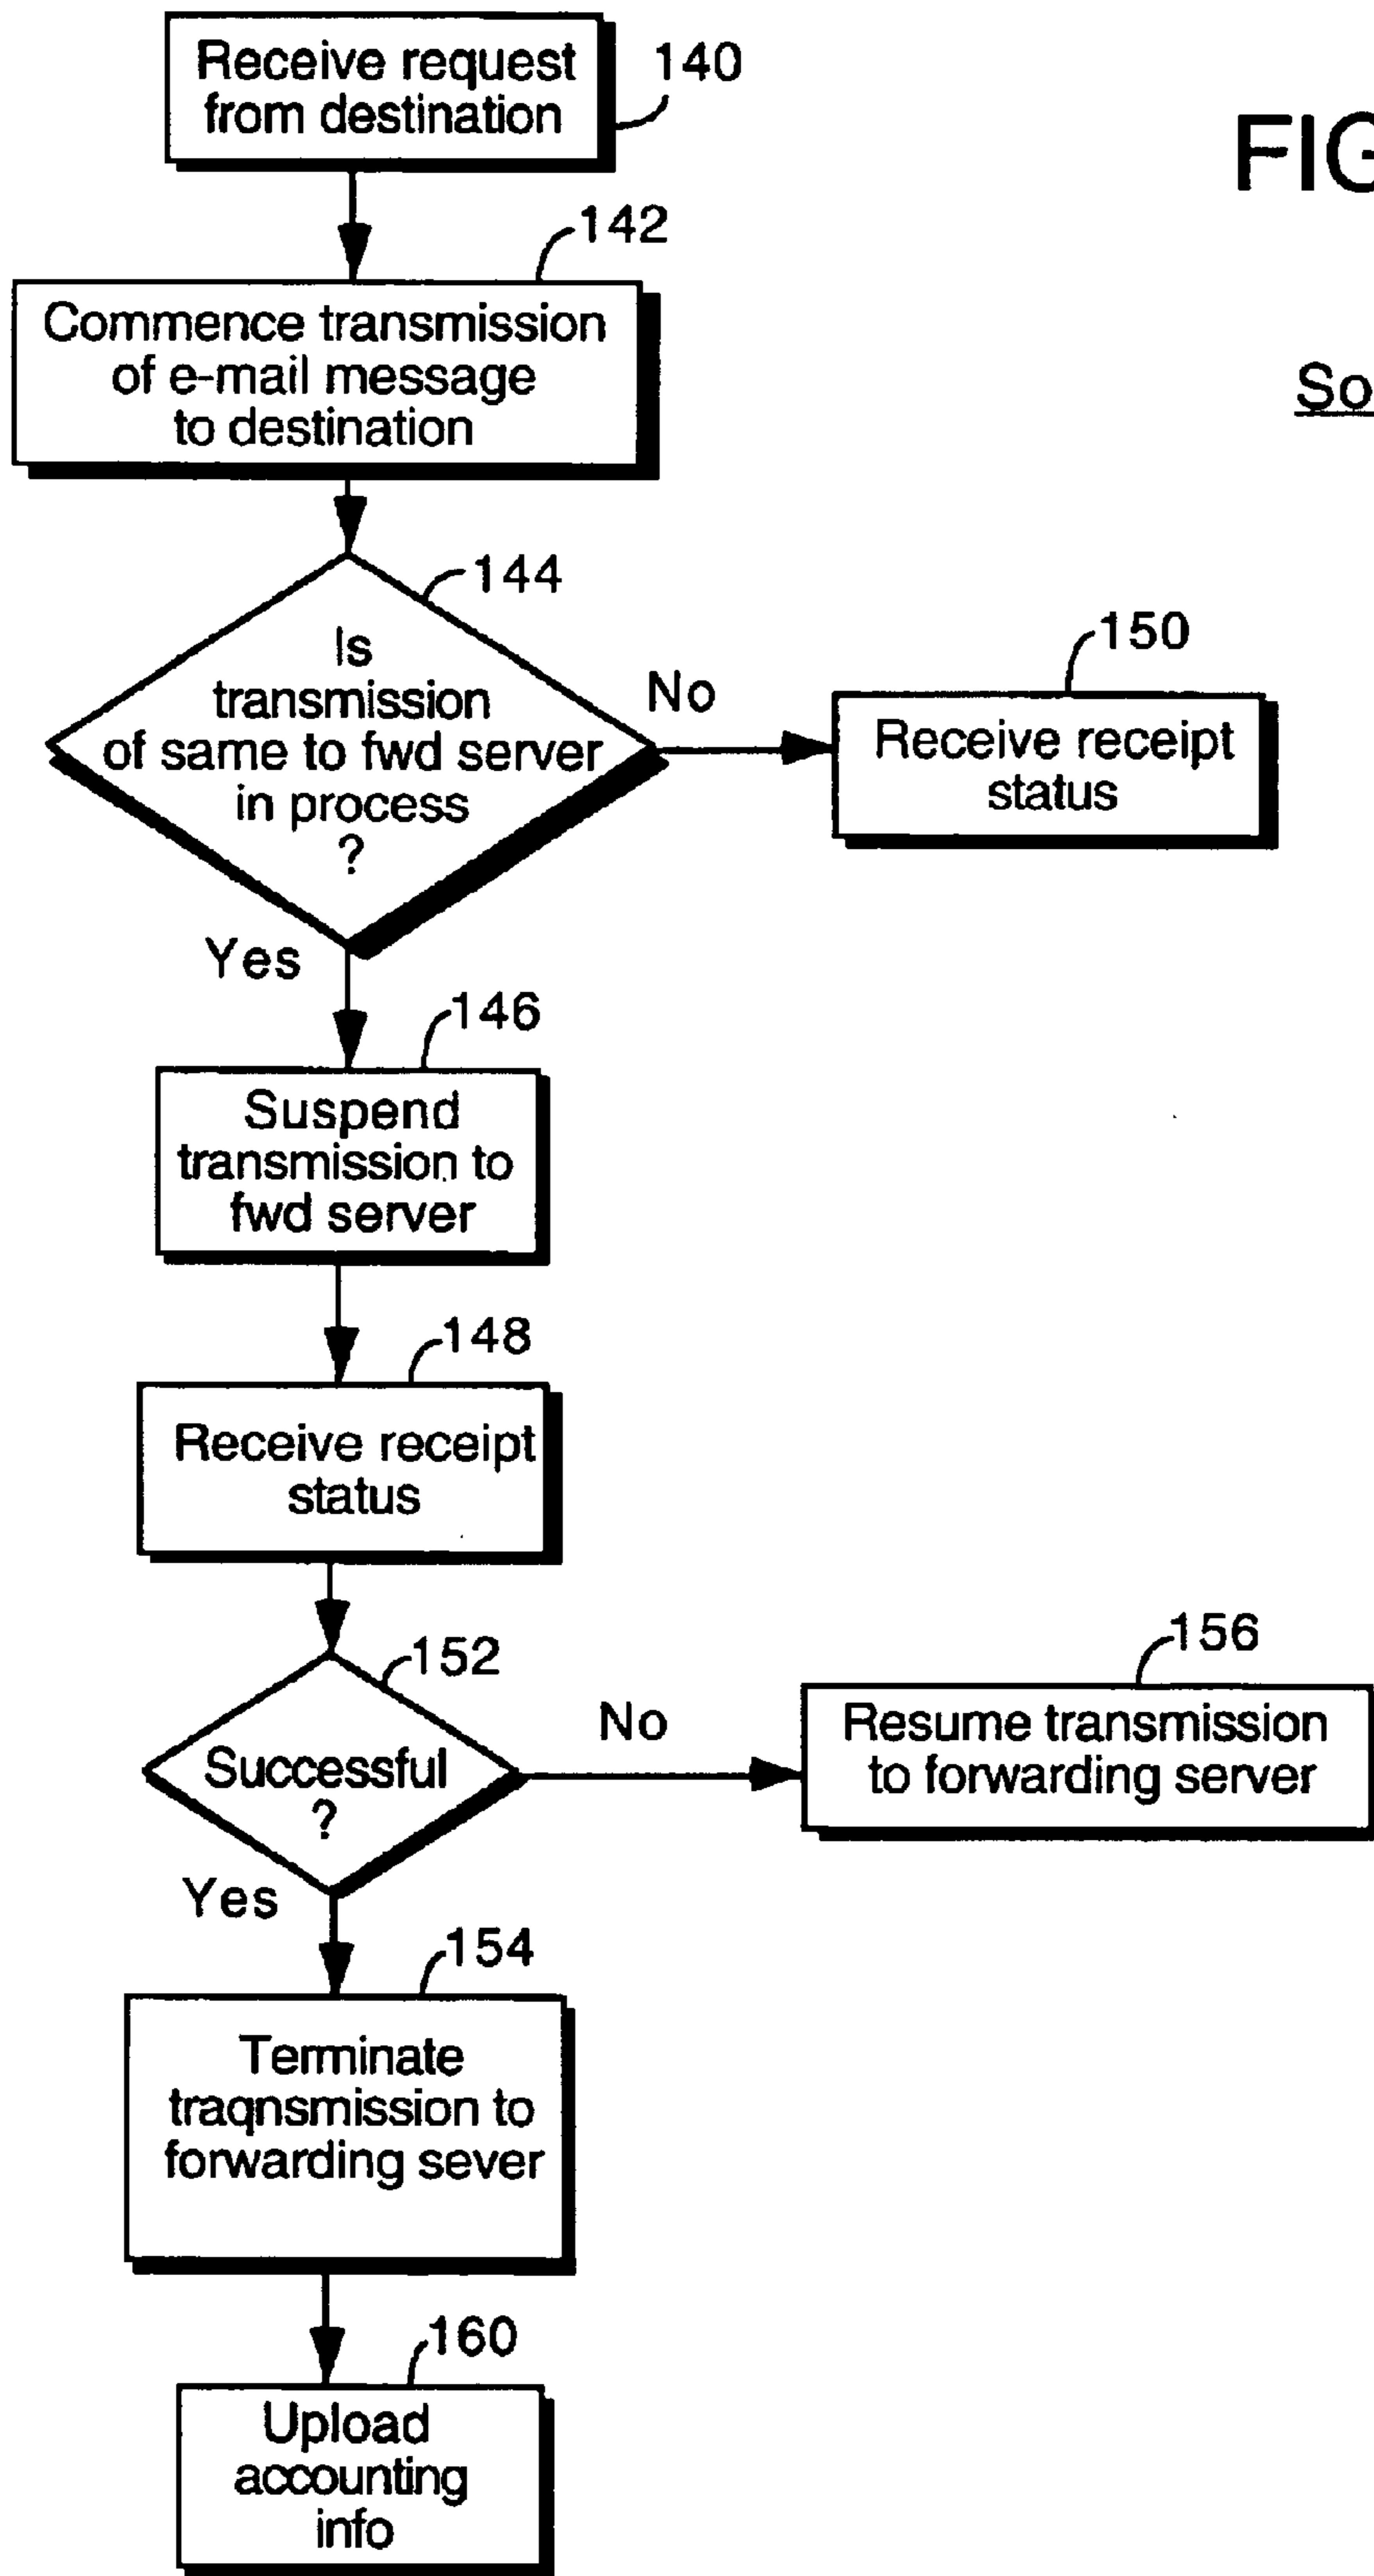 Receive request
from destination
140
FIG
142
Commence transmission
of e-mail message
to destination
So
144
Is
transmission
of same to fwd server
in process
?
No
150
Receive receipt
status
Yes
146
Suspend
transmission to
fwd server
148
Receive receipt
status
152
Successful
?
No
156
Resume transmission
to forwarding server
Yes
154
Terminate
traqnsmission to
forwarding sever
160
Upload
accounting
info